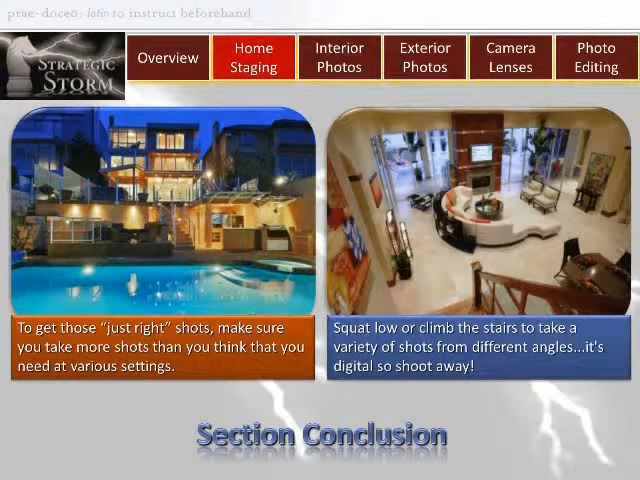 prae-doceō: latin to instruct beforehand
STRATEGIC
STORM
Overview
Home
Staging
Interior
Photos
Exterior
Photos
Camera
Lenses
Photo
Editing
To get those “just right” shots, make sure
you take more shots than you think that you
need at various settings.
Squat low or climb the stairs to take a
variety of shots from different angles...it's
digital so shoot away!
Section Conclusion